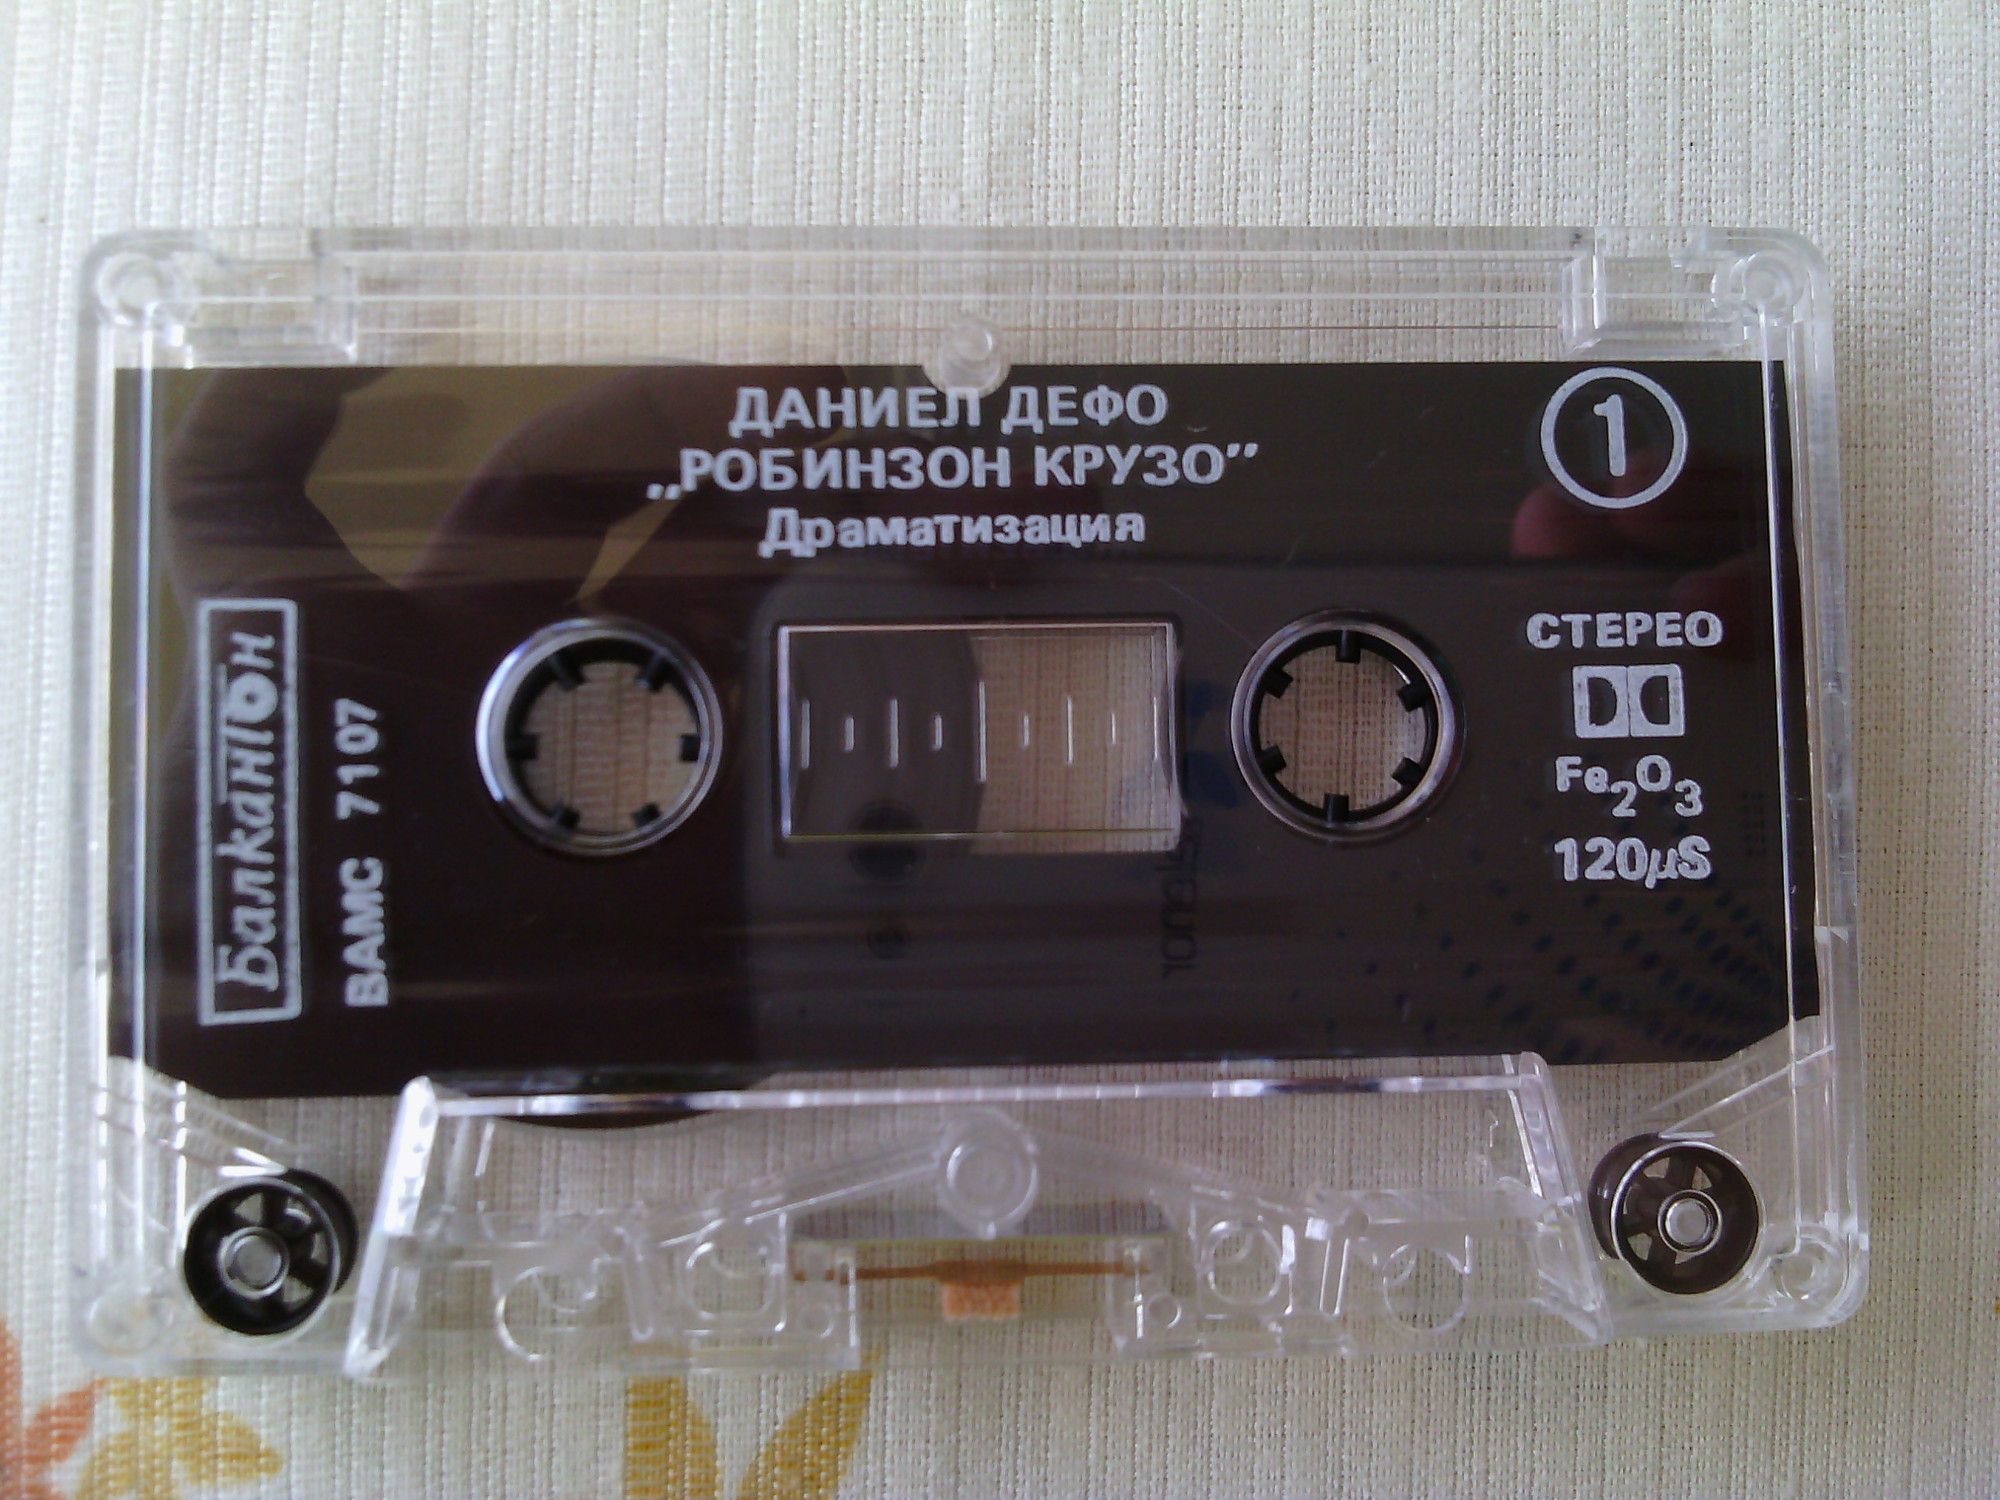 ДАНИЕЛ ДЕФО
„РОБИНЗОН КРУЗО”
Драматизация
1
Балкантон
ВАМС 7107
СТЕРЕО
Fe2O3
120µS